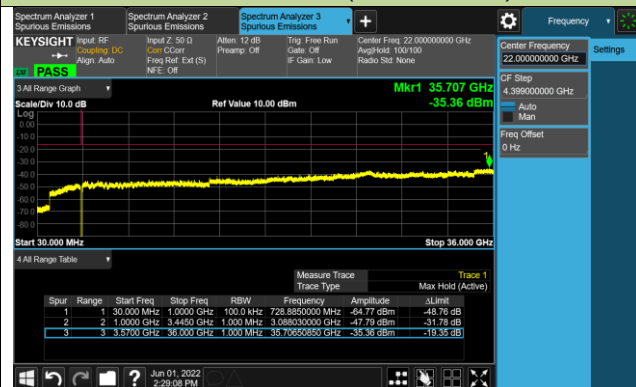 Spectrum Analyzer 1
Spurious Emissions
Spectrum Analyzer 2
Spurious Emissions
Spectrum Analyzer 3
Spurious Emissions
Frequency
KEYSIGHT
Input: RF
Coupling: DC
Align: Auto
Input Z: 50 Ω
Corr CCorr
Freq Ref: Ext (S)
NFE: Off
Atten: 12 dB
Preamp: Off
Trig: Free Run
Gate: Off
IF Gain: Low
Center Freq: 22.000000000 GHz
Avg|Hold: 100/100
Radio Std: None
PASS
Center Frequency
22.00000000 GHz
Settings
CF Step
4.399000000 GHz
Auto
Man
Freq Offset
0 Hz
3 All Range Graph
Mkr1 35.707 GHz
Scale/Div 10.0 dB
Ref Value 10.00 dBm
-35.36 dBm
Log
0.00
-10.0
-20.0
-30.0
-40.0
-50.0
-60.0
-70.0
-80.0
1
Start 30.000 MHz
Stop 36.000 GHz
4 All Range Table
Measure Trace Trace 1
Trace Type Max Hold (Active)
Spur Range Start Freq Stop Freq RBW Frequency Amplitude ΔLimit
1 1 30.000 MHz 1.0000 GHz 100.0 kHz 728.8850000 MHz -64.77 dBm -48.76 dB
2 2 1.0000 GHz 3.4450 GHz 1.000 MHz 3.088030000 GHz -47.79 dBm -31.78 dB
3 3 3.5700 GHz 36.000 GHz 1.000 MHz 35.70650850 GHz -35.36 dBm -19.35 dB
?
Jun 01, 2022
2:29:08 PM